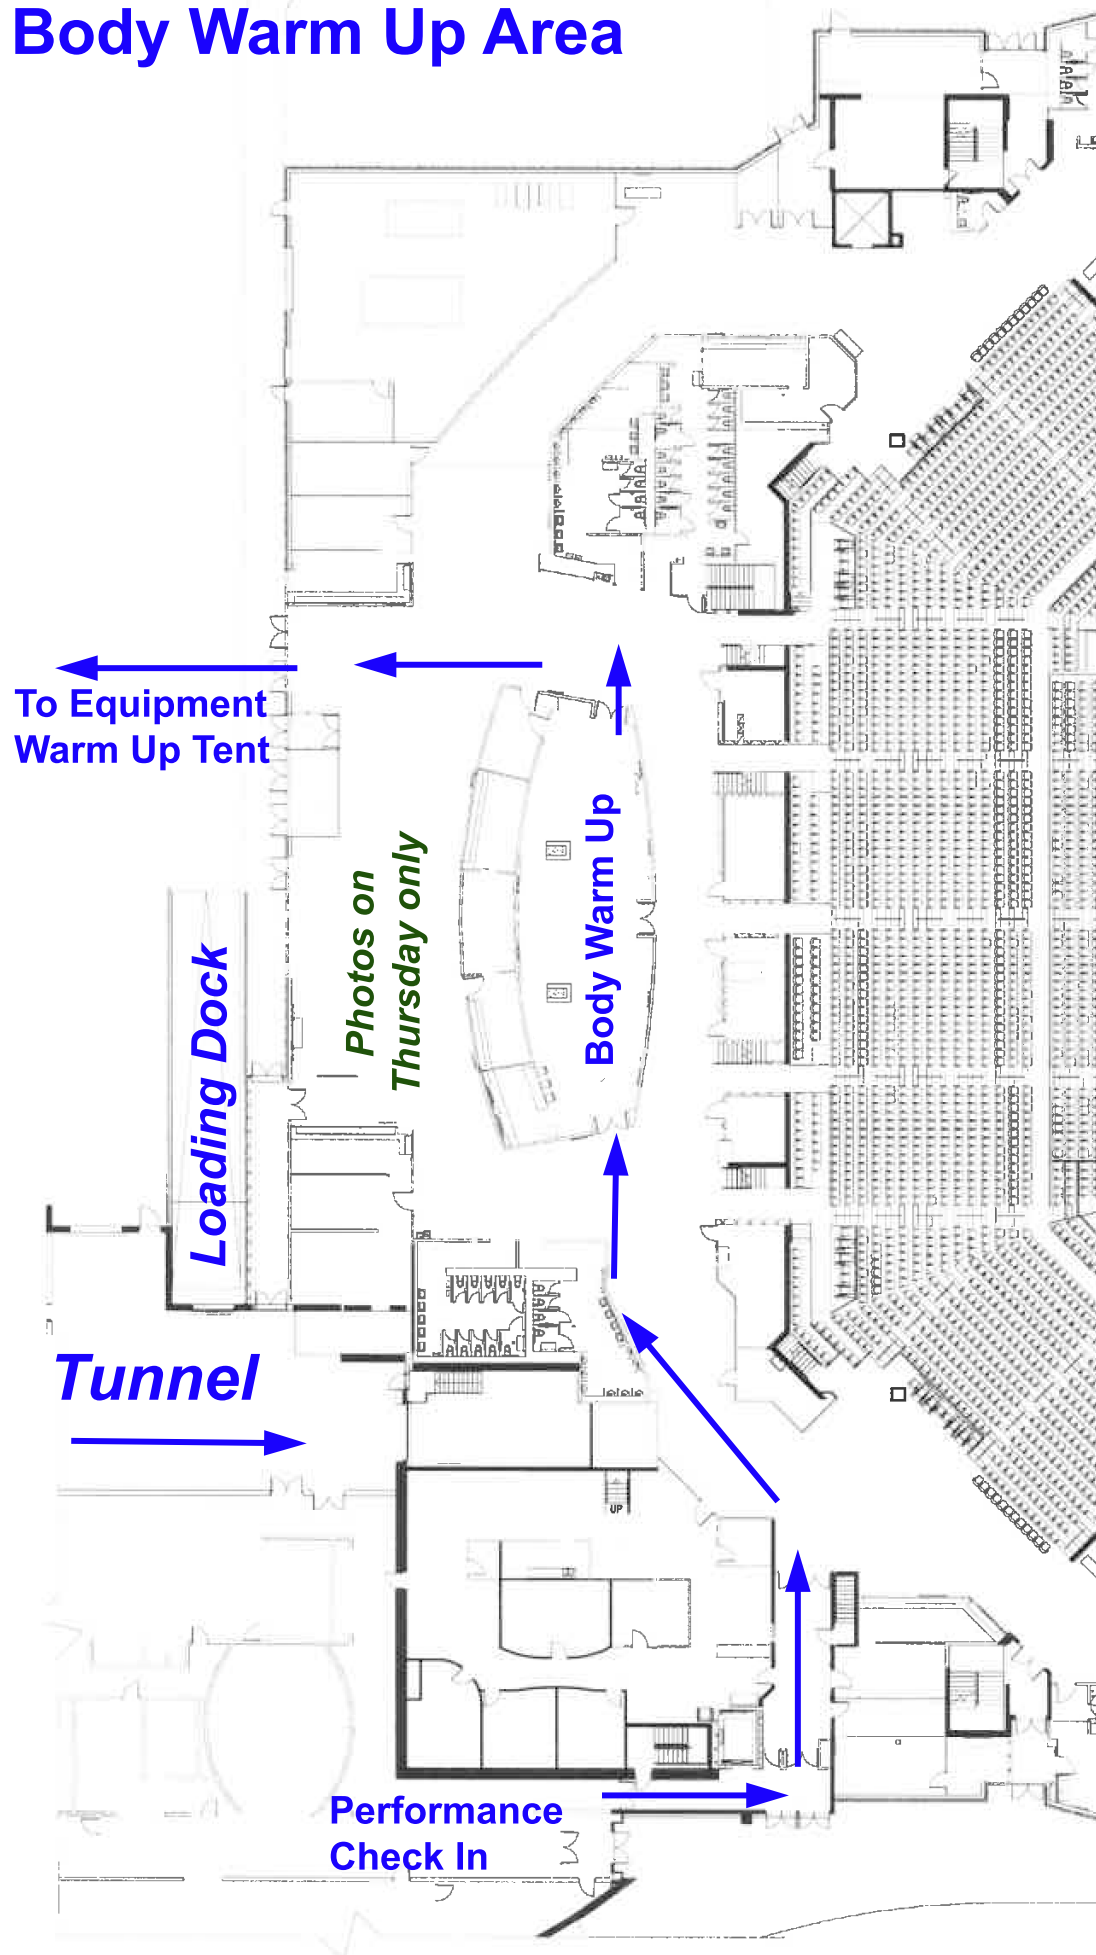 Body Warm Up Area
To Equipment
Warm Up Tent
Body Warm Up
Photos on
Thursday only
Loading Dock
Tunnel
UP
Performance
Check In